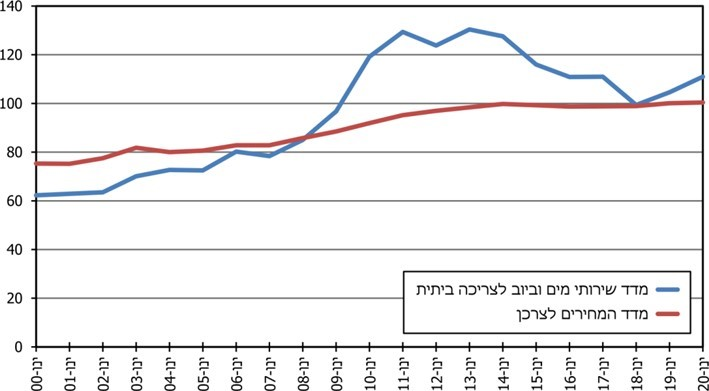 140
120
100
80
60
40
20
0
מדד שירותי מים וביוב לצריכה ביתית
מדד המחירים לצרכן
ינו-00
ינו-01
ינו-02
ינו-03
ינו-04
ינו-05
ינו-06
ינו-07
ינו-08
ינו-09
ינו-10
ינו-11
ינו-12
ינו-13
ינו-14
ינו-15
ינו-16
ינו-17
ינו-18
ינו-19
ינו-20